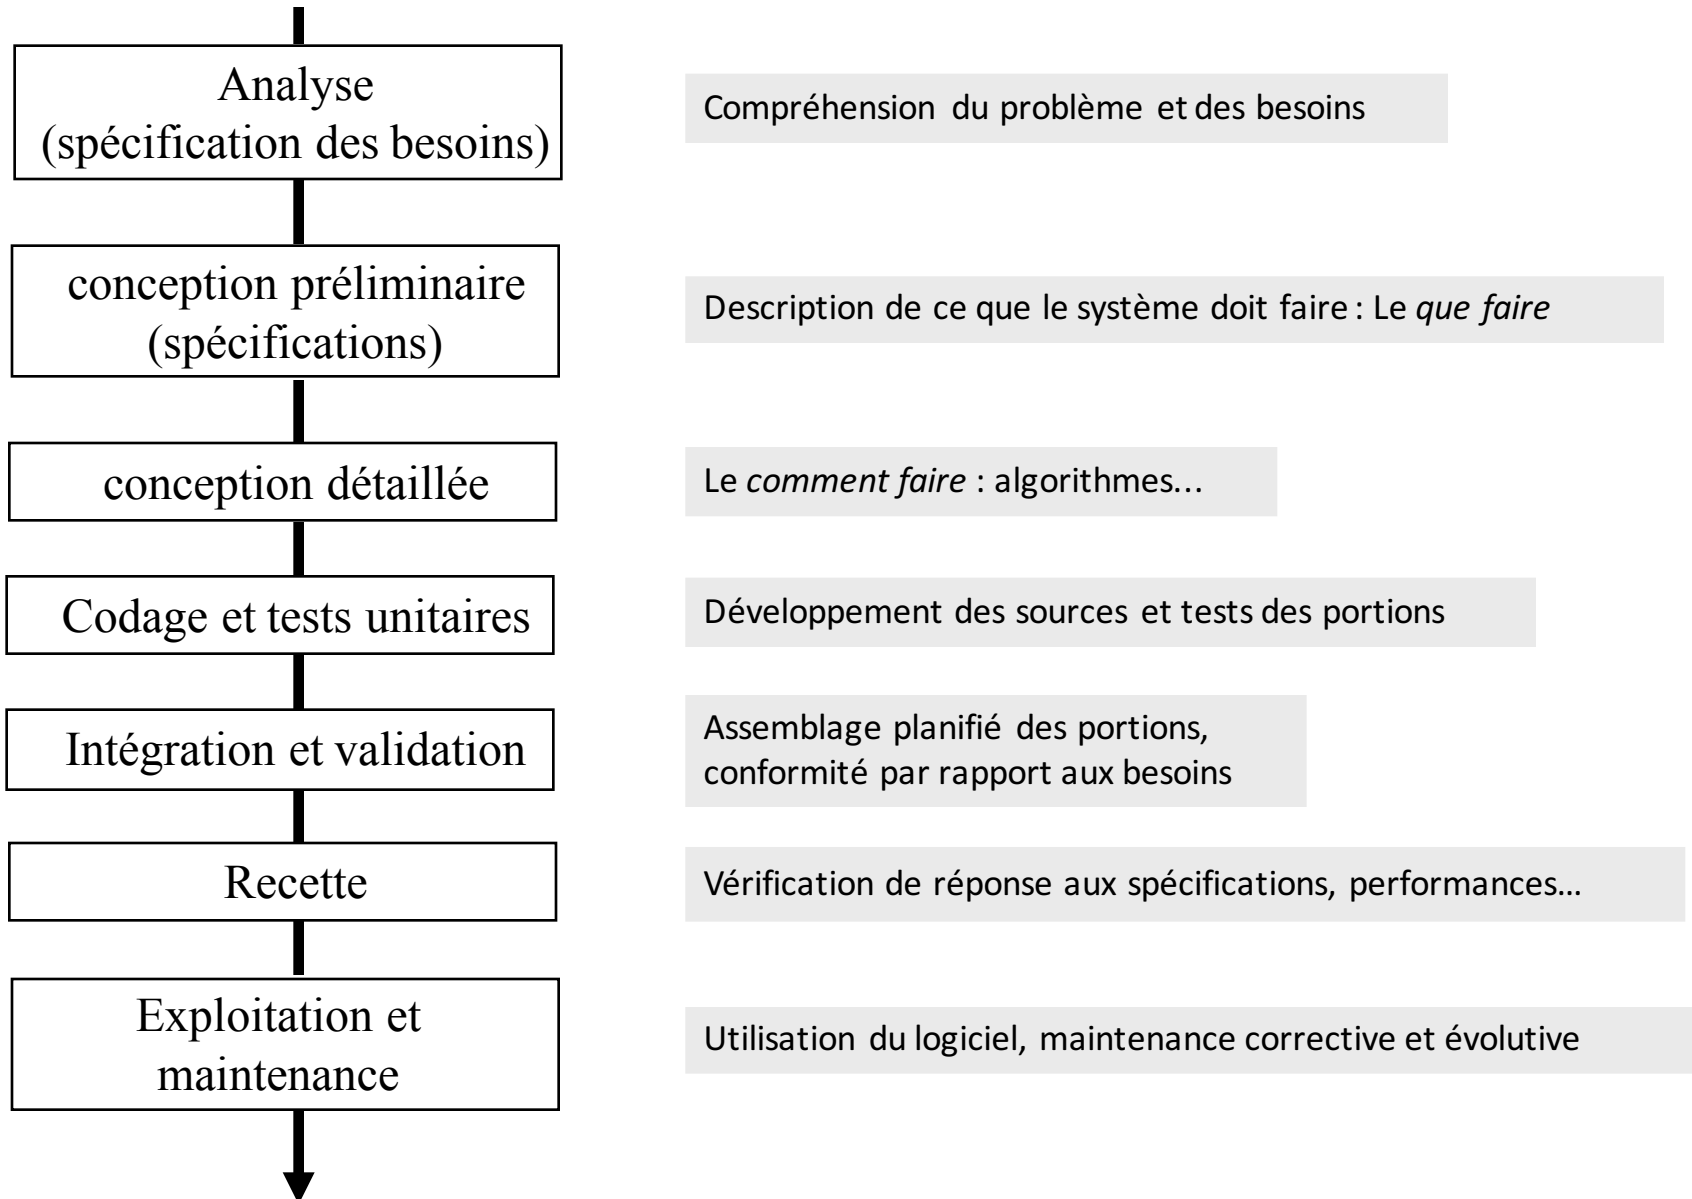 Analyse
(spécification des besoins)
Compréhension du problème et des besoins
conception préliminaire
(spécifications)
Description de ce que le système doit faire : Le que faire
conception détaillée
Le comment faire : algorithmes...
Codage et tests unitaires
Développement des sources et tests des portions
Intégration et validation
Assemblage planifié des portions,
conformité par rapport aux besoins
Recette
Vérification de réponse aux spécifications, performances...
Exploitation et
maintenance
Utilisation du logiciel, maintenance corrective et évolutive